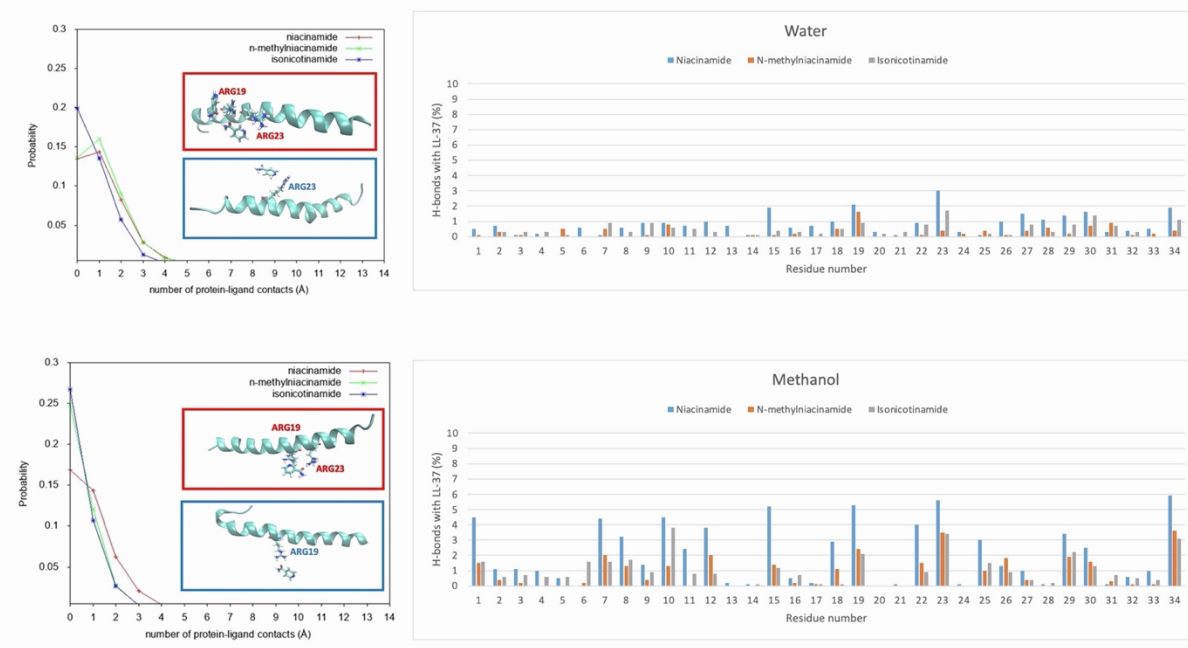 0.3
0.25
0.2
0.15
0.1
0.05
Probability
niacinamide
n-methylniacinamide
isonicotinamide
ARG19
ARG23
ARG23
0 1 2 3 4 5 6 7 8 9 10 11 12 13 14
number of protein-ligand contacts (Å)
Water
Niacinamide N-methylniacinamide Isonicotinamide
10
9
8
7
6
5
4
3
2
1
0
H-bonds with LL-37 (%)
1 2 3 4 5 6 7 8 9 10 11 12 13 14 15 16 17 18 19 20 21 22 23 24 25 26 27 28 29 30 31 32 33 34
Residue number
0.3
0.25
0.2
0.15
0.1
0.05
Probability
niacinamide
n-methylniacinamide
isonicotinamide
ARG19
ARG23
ARG19
0 1 2 3 4 5 6 7 8 9 10 11 12 13 14
number of protein-ligand contacts (Å)
Methanol
Niacinamide N-methylniacinamide Isonicotinamide
10
9
8
7
6
5
4
3
2
1
0
H-bonds with LL-37 (%)
1 2 3 4 5 6 7 8 9 10 11 12 13 14 15 16 17 18 19 20 21 22 23 24 25 26 27 28 29 30 31 32 33 34
Residue number